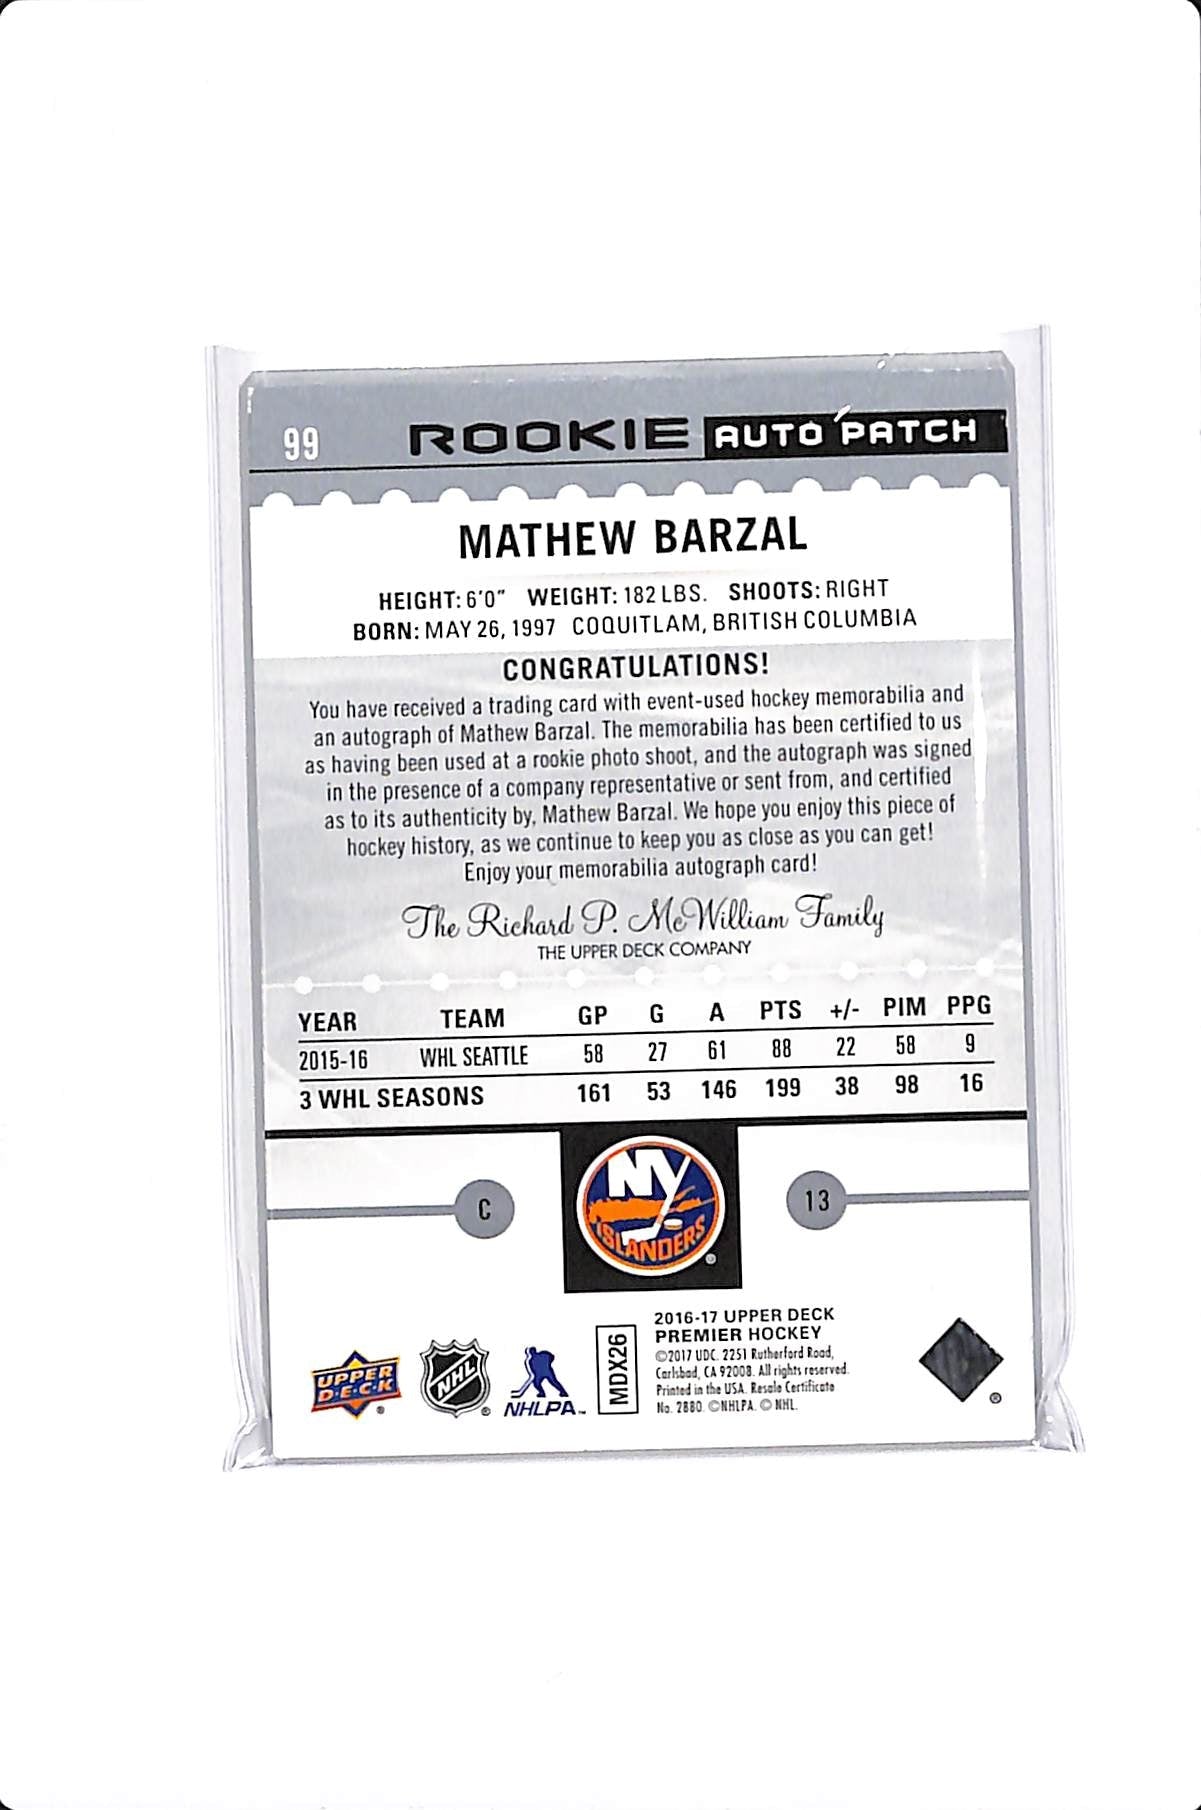 99 ROOKIE AUTO PATCH
MATHEW BARZAL
HEIGHT: 6'0" WEIGHT: 182 LBS. SHOOTS: RIGHT
BORN: MAY 26, 1997 COQUITLAM, BRITISH COLUMBIA
CONGRATULATIONS!
You have received a trading card with event-used hockey memorabilia and
an autograph of Mathew Barzal. The memorabilia has been certified to us
as having been used at a rookie photo shoot, and the autograph was signed
in the presence of a company representative or sent from, and certified
as to its authenticity by, Mathew Barzal. We hope you enjoy this piece of
hockey history, as we continue to keep you as close as you can get!
Enjoy your memorabilia autograph card!
The Richard P. McWilliam Family
THE UPPER DECK COMPANY
YEAR TEAM GP G A PTS +/- PIM PPG
2015-16 WHL SEATTLE 58 27 61 88 22 58 9
3 WHL SEASONS 161 53 146 199 38 98 16
C NY ISLANDERS ® 13
UPPER DECK ® NHL ® NHLPA™ MDX26
2016-17 UPPER DECK
PREMIER HOCKEY
©2017 UDC. 2251 Rutherford Road,
Carlsbad, CA 92008. All rights reserved.
Printed in the USA. Resale Certificate
No. 2880. ©NHLPA. © NHL.
®